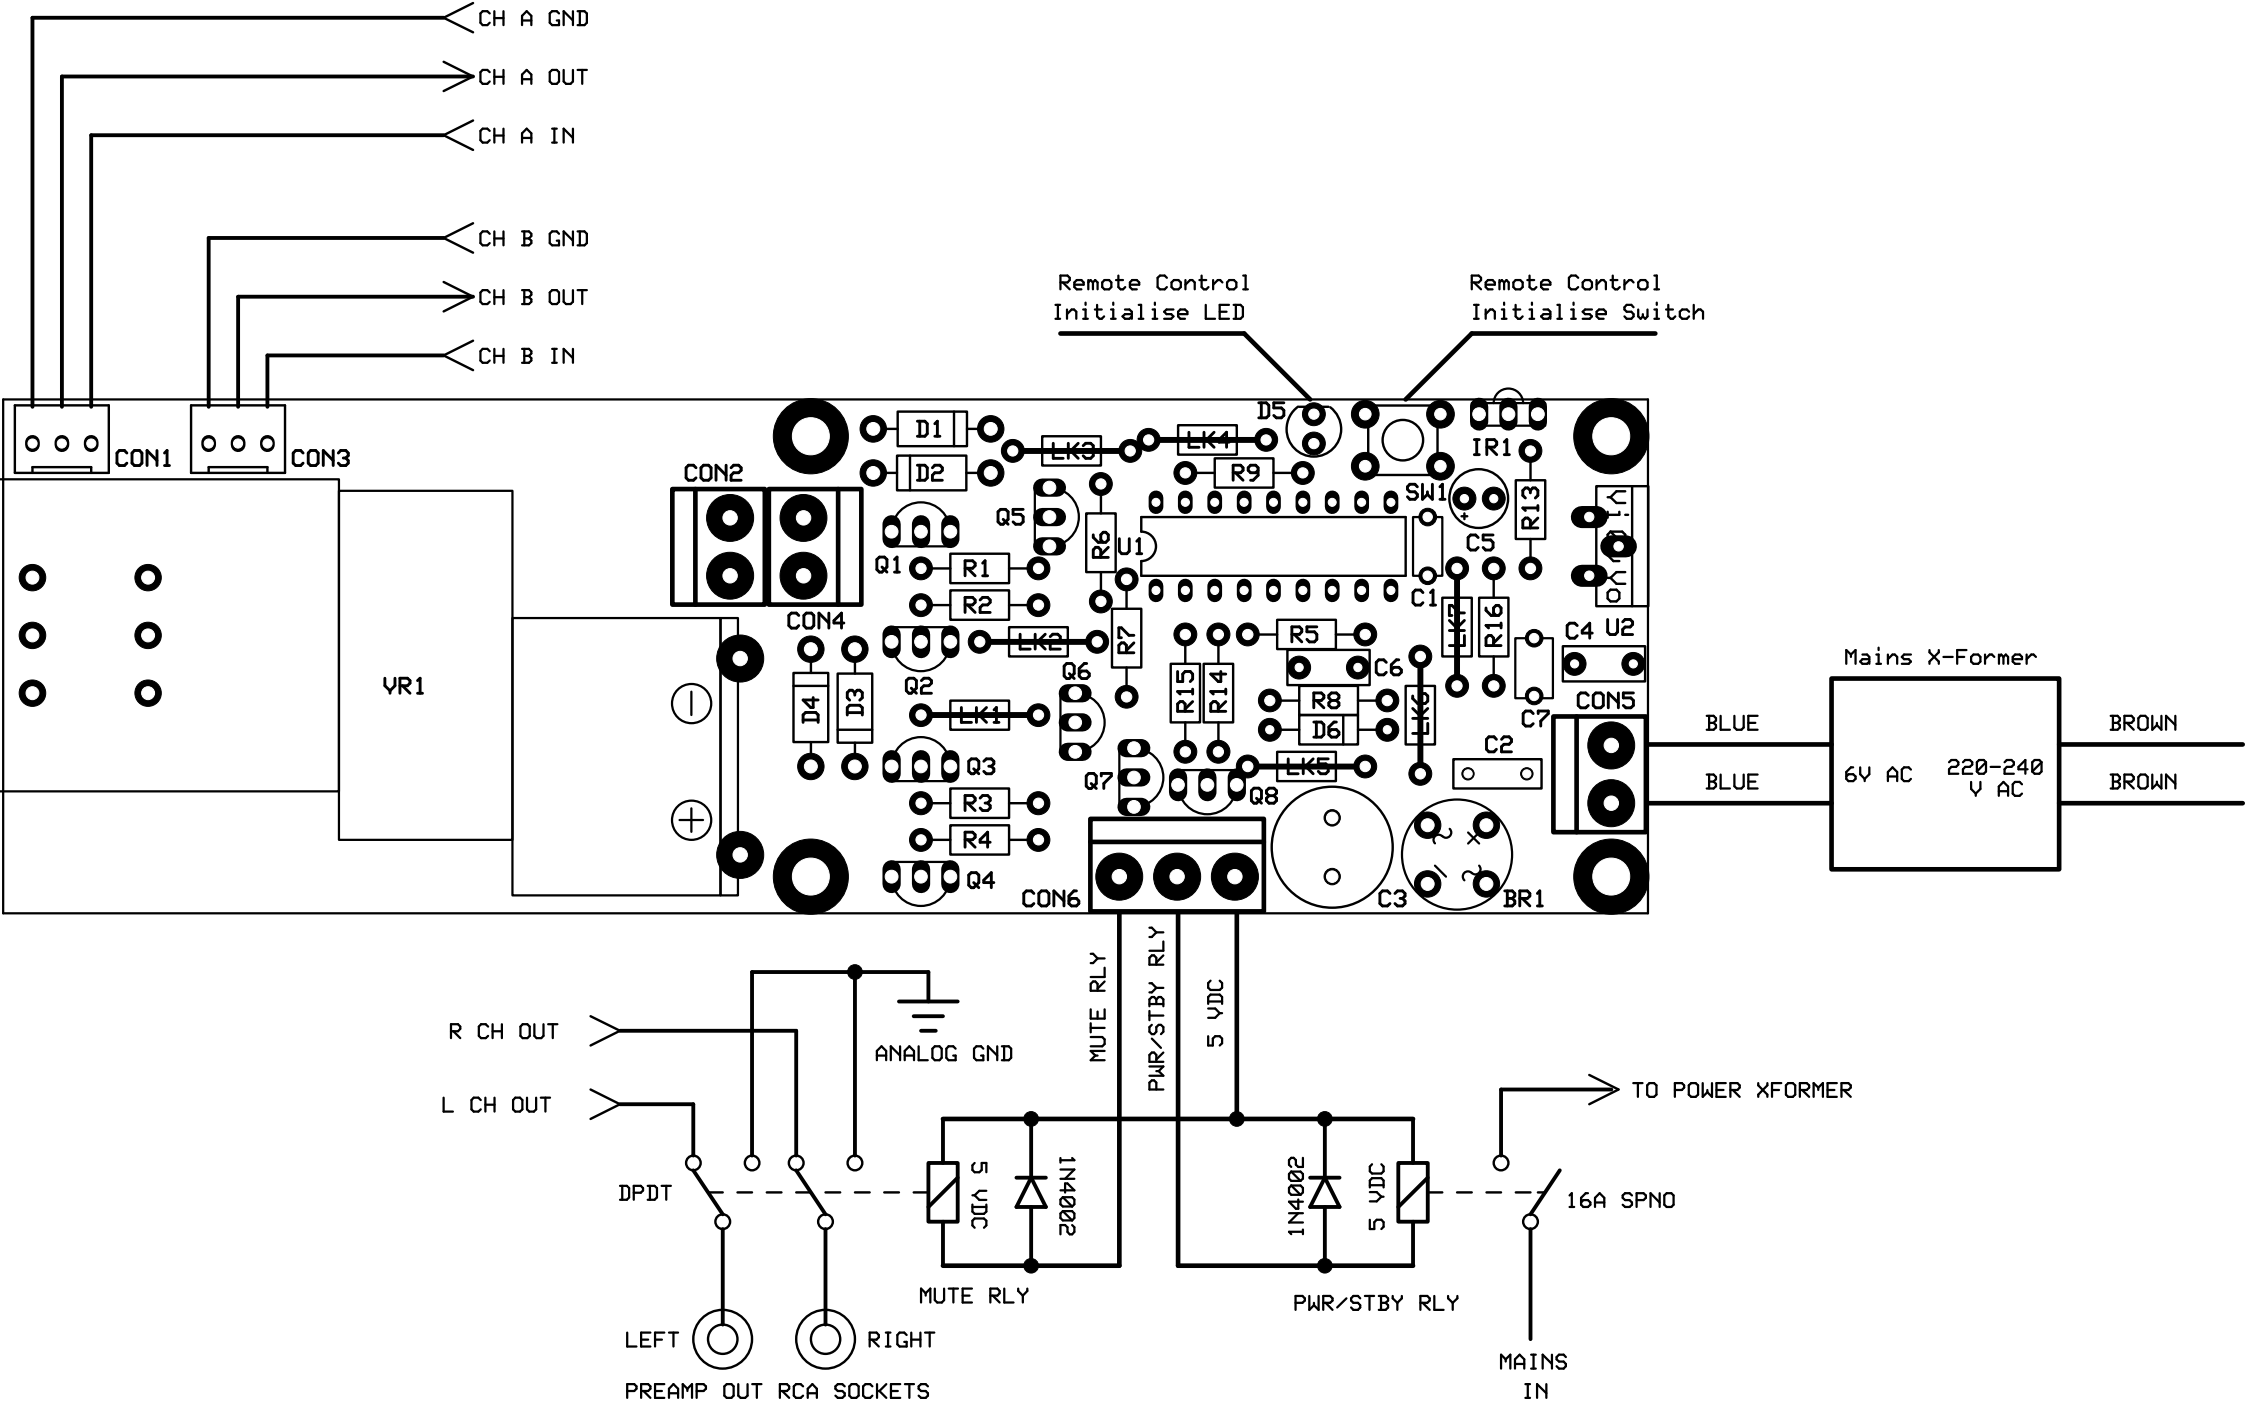 CH A GND
CH A OUT
CH A IN
CH B GND
CH B OUT
CH B IN
Remote Control
Initialise LED
Remote Control
Initialise Switch
CON1
CON3
CON2
CON4
D1
D2
LK3
LK4
D5
R9
IR1
SW1
R13
Q5
R6
U1
C5
Q1
R1
R2
C1
LK7
R16
U2
C4
LK2
R7
R5
C6
Q2
Q6
VR1
D4
D3
LK1
R15
R14
R8
D6
LK6
C7
CON5
C2
LK5
Q3
Q7
Q8
R3
R4
Q4
CON6
C3
BR1
Mains X-Former
BLUE
BLUE
6V AC
220-240
V AC
BROWN
BROWN
MUTE RLY
PWR/STBY RLY
5 VDC
R CH OUT
ANALOG GND
L CH OUT
TO POWER XFORMER
DPDT
5 VDC
1N4002
1N4002
5 VDC
16A SPNO
MUTE RLY
PWR/STBY RLY
LEFT
RIGHT
PREAMP OUT RCA SOCKETS
MAINS
IN